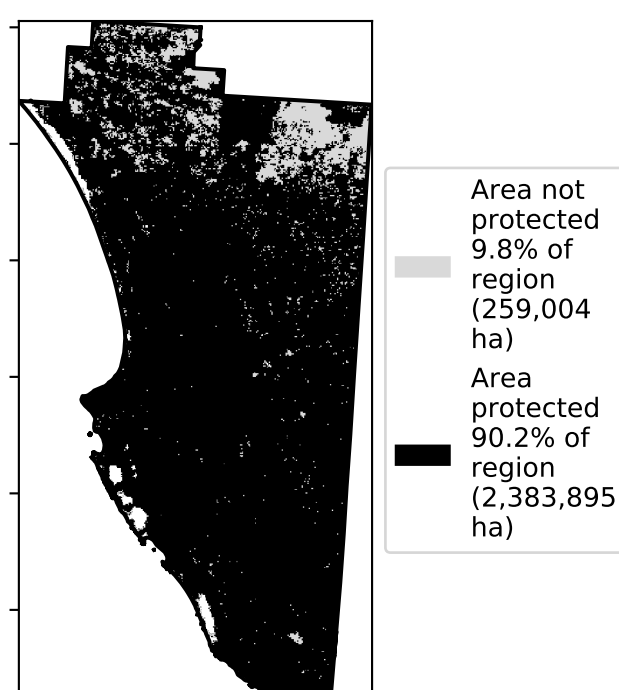 Area not
protected
9.8% of
region
(259,004
ha)
Area
protected
90.2% of
region
(2,383,895
ha)